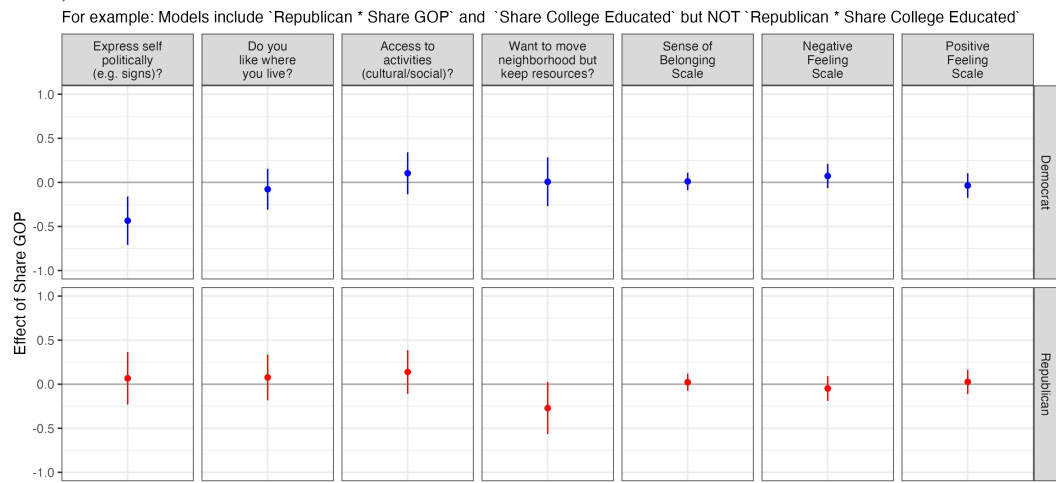 For example: Models include `Republican * Share GOP` and `Share College Educated` but NOT `Republican * Share College Educated`
Express self
politically
(e.g. signs)?
Do you
like where
you live?
Access to
activities
(cultural/social)?
Want to move
neighborhood but
keep resources?
Sense of
Belonging
Scale
Negative
Feeling
Scale
Positive
Feeling
Scale
Effect of Share GOP
1.0
0.5
0.0
-0.5
-1.0
Democrat
1.0
0.5
0.0
-0.5
-1.0
Republican